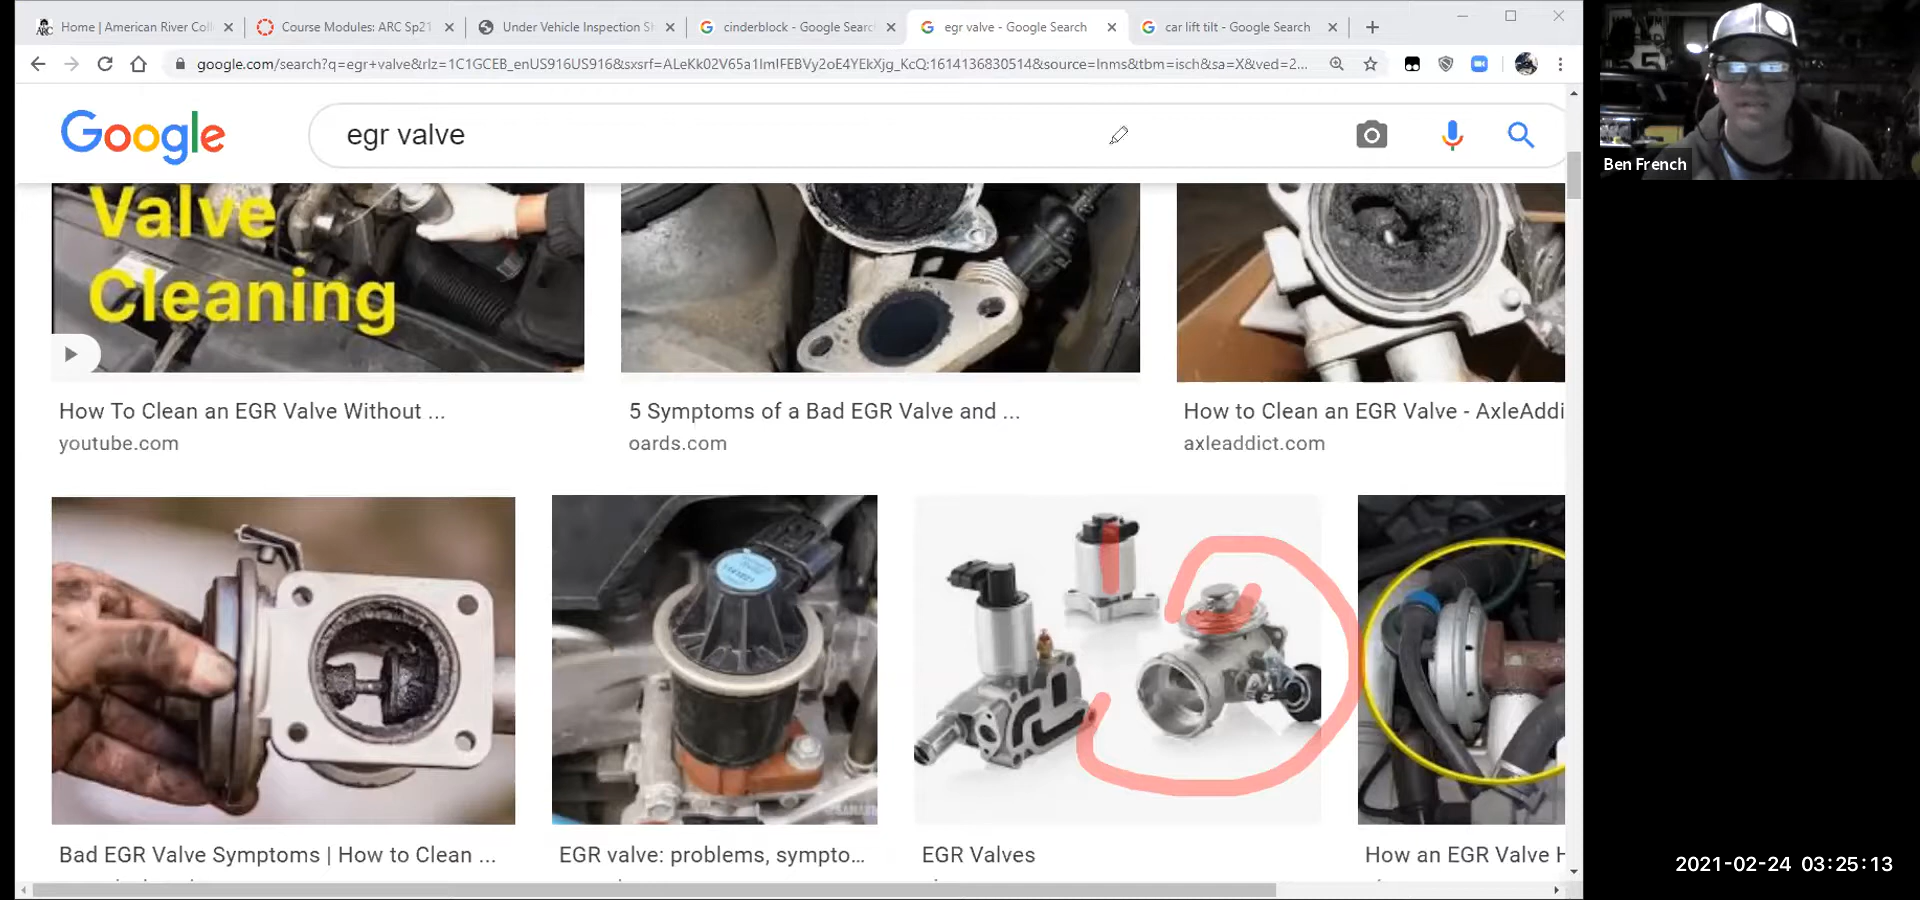 Home | American River Coll
Course Modules: ARC Sp21
Under Vehicle Inspection Sh
cinderblock - Google Search
egr valve - Google Search
car lift tilt - Google Search
google.com/search?q=egr+valve&rlz=1C1GCEB_enUS916US916&sxsrf=ALeKk02V65a1ImIFEBVy2oE4YEkXjg_KcQ:1614136830514&source=lnms&tbm=isch&sa=X&ved=2...
Ben French
Google
egr valve
Valve
Cleaning
How To Clean an EGR Valve Without ...
youtube.com
5 Symptoms of a Bad EGR Valve and ...
oards.com
How to Clean an EGR Valve - AxleAddi
axleaddict.com
Bad EGR Valve Symptoms | How to Clean ...
EGR valve: problems, sympto...
EGR Valves
How an EGR Valve H
2021-02-24 03:25:13